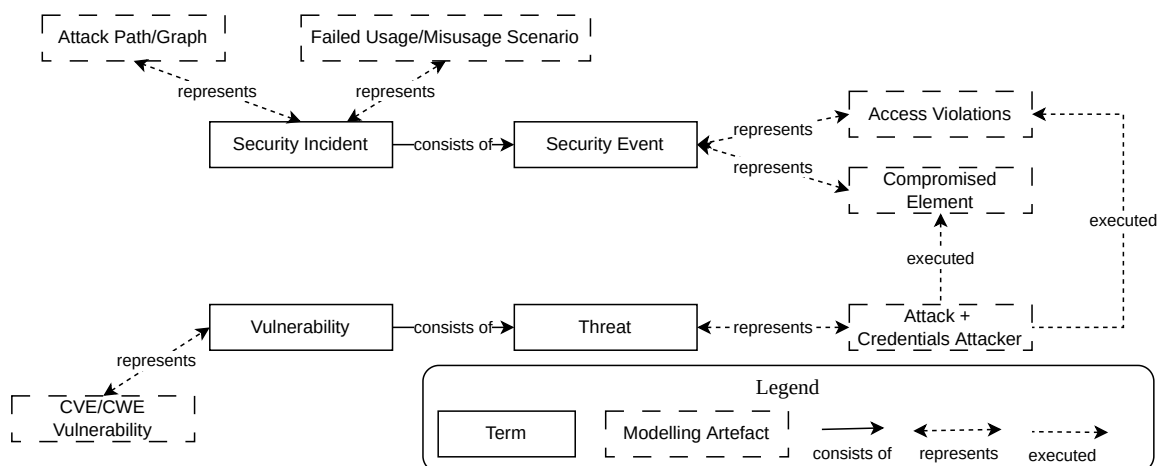 Attack Path/Graph
Failed Usage/Misusage Scenario
represents
represents
Security Incident
consists of
Security Event
represents
represents
Access Violations
Compromised
Element
executed
executed
Vulnerability
consists of
Threat
represents
Attack +
Credentials Attacker
represents
CVE/CWE
Vulnerability
Legend
Term
Modelling Artefact
consists of
represents
executed